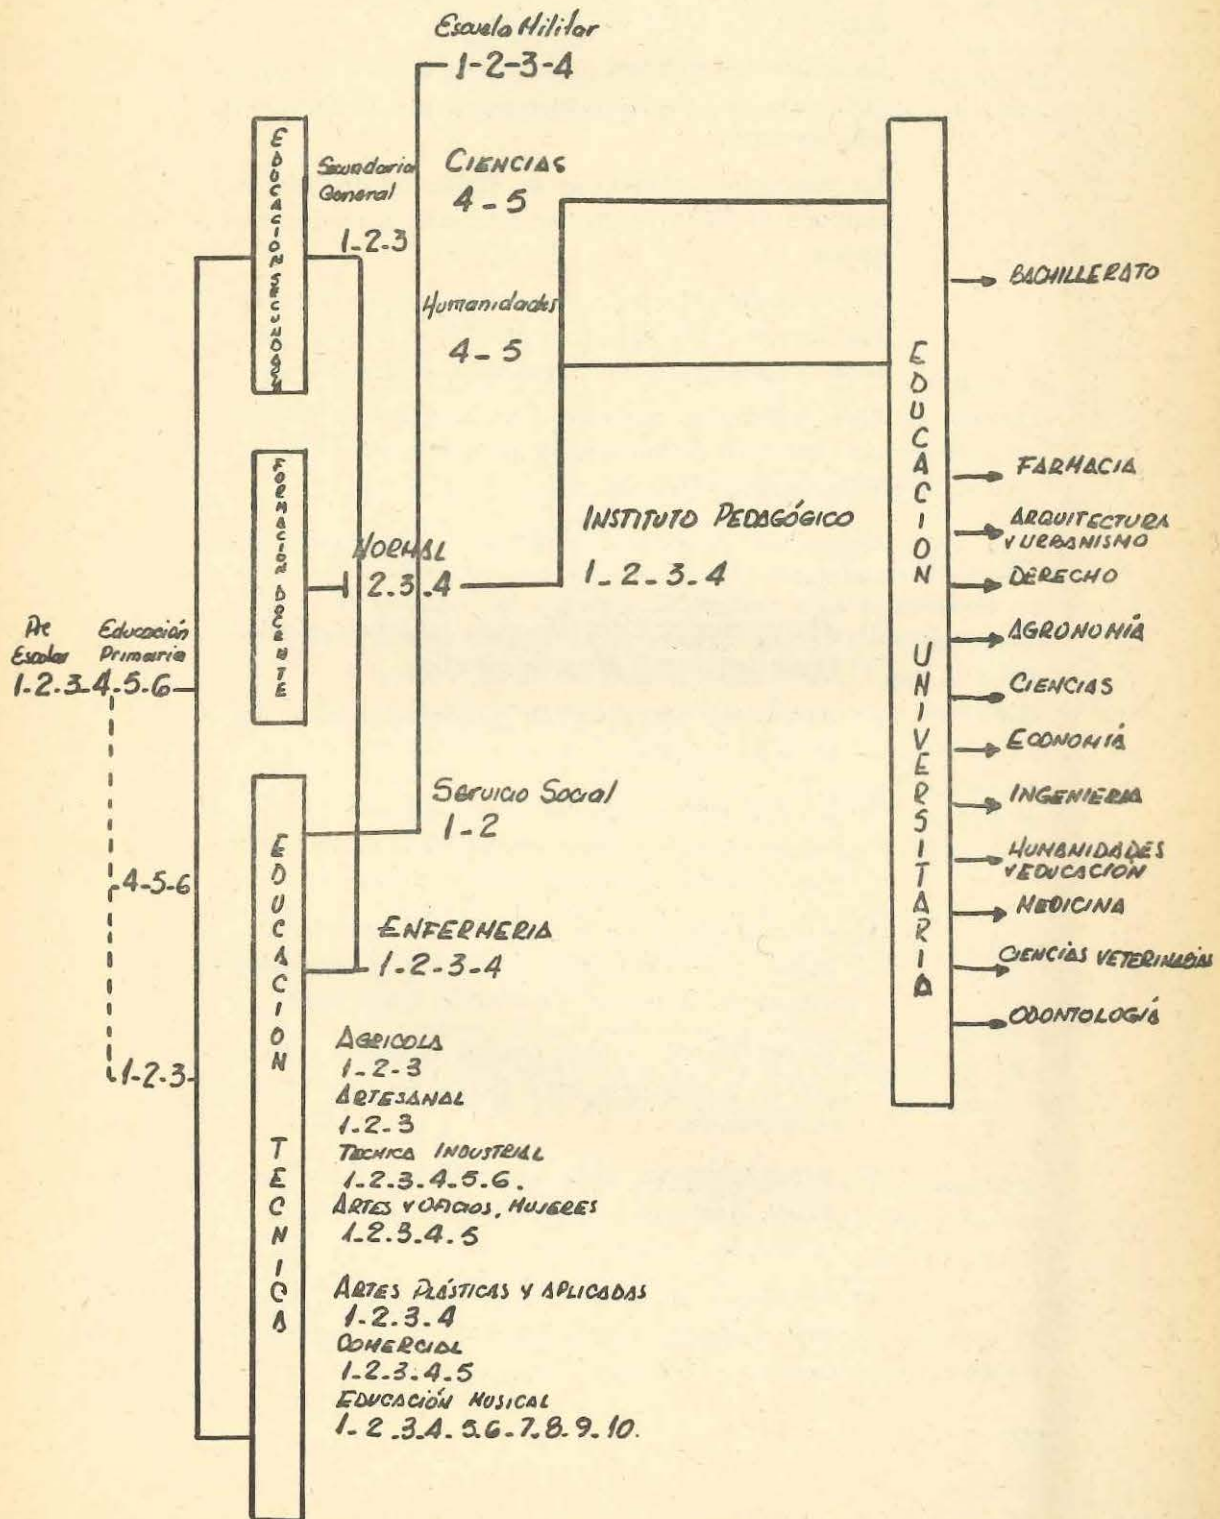 Escuela Militar
1-2-3-4
EDUCACION SECUNDARIA
Secundaria
General
1-2-3
CIENCIAS
4-5
Humanidades
4-5
FORMACION DOCENTE
NORMAL
2.3.4
INSTITUTO PEDAGÓGICO
1-2-3-4
Pre
Escolar
Educación
Primaria
1.2.3-4.5-6
4-5-6
1-2-3
EDUCACION TECNICA
Servicio Social
1-2
ENFERMERIA
1-2-3-4
AGRICOLA
1-2-3
ARTESANAL
1.2-3
TECNICA INDUSTRIAL
1.2.3.4.5.6.
ARTES Y OFICIOS, MUJERES
1.2.3.4.5
ARTES PLÁSTICAS Y APLICADAS
1.2.3.4
COMERCIAL
1.2.3.4.5
EDUCACIÓN MUSICAL
1-2.3.4.5.6-7.8-9.10.
EDUCACION UNIVERSITARIA
BACHILLERATO
FARMACIA
ARQUITECTURA
Y URBANISMO
DERECHO
AGRONOMÍA
CIENCIAS
ECONOMÍA
INGENIERIA
HUMANIDADES
Y EDUCACIÓN
MEDICINA
CIENCIAS VETERINARIAS
ODONTOLOGÍA